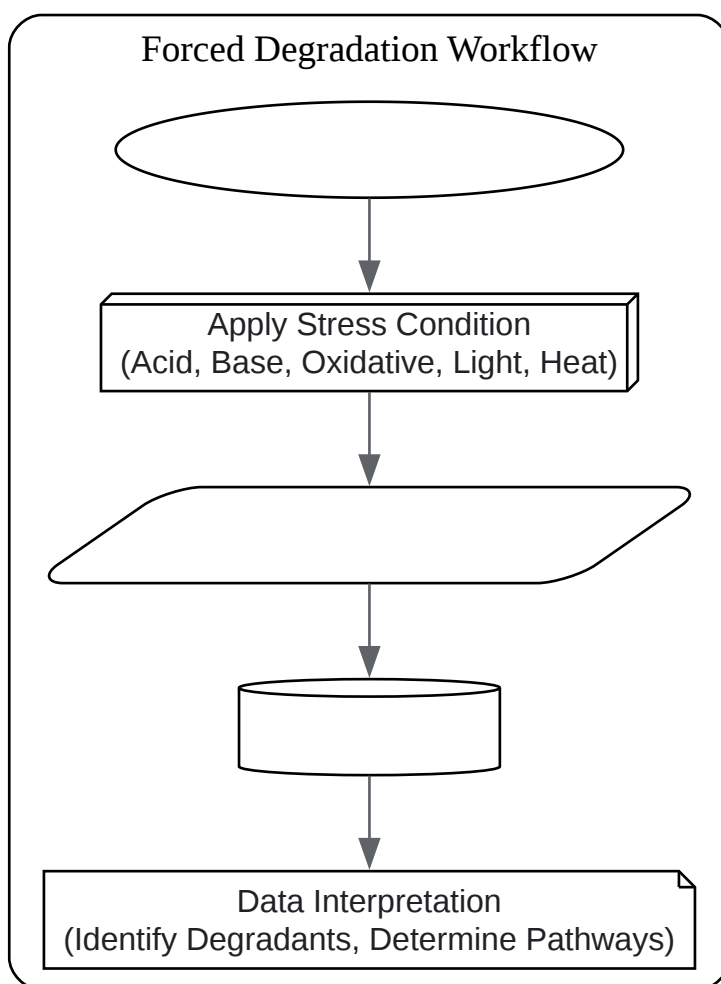 Forced Degradation Workflow
Apply Stress Condition
(Acid, Base, Oxidative, Light, Heat)
Data Interpretation
(Identify Degradants, Determine Pathways)